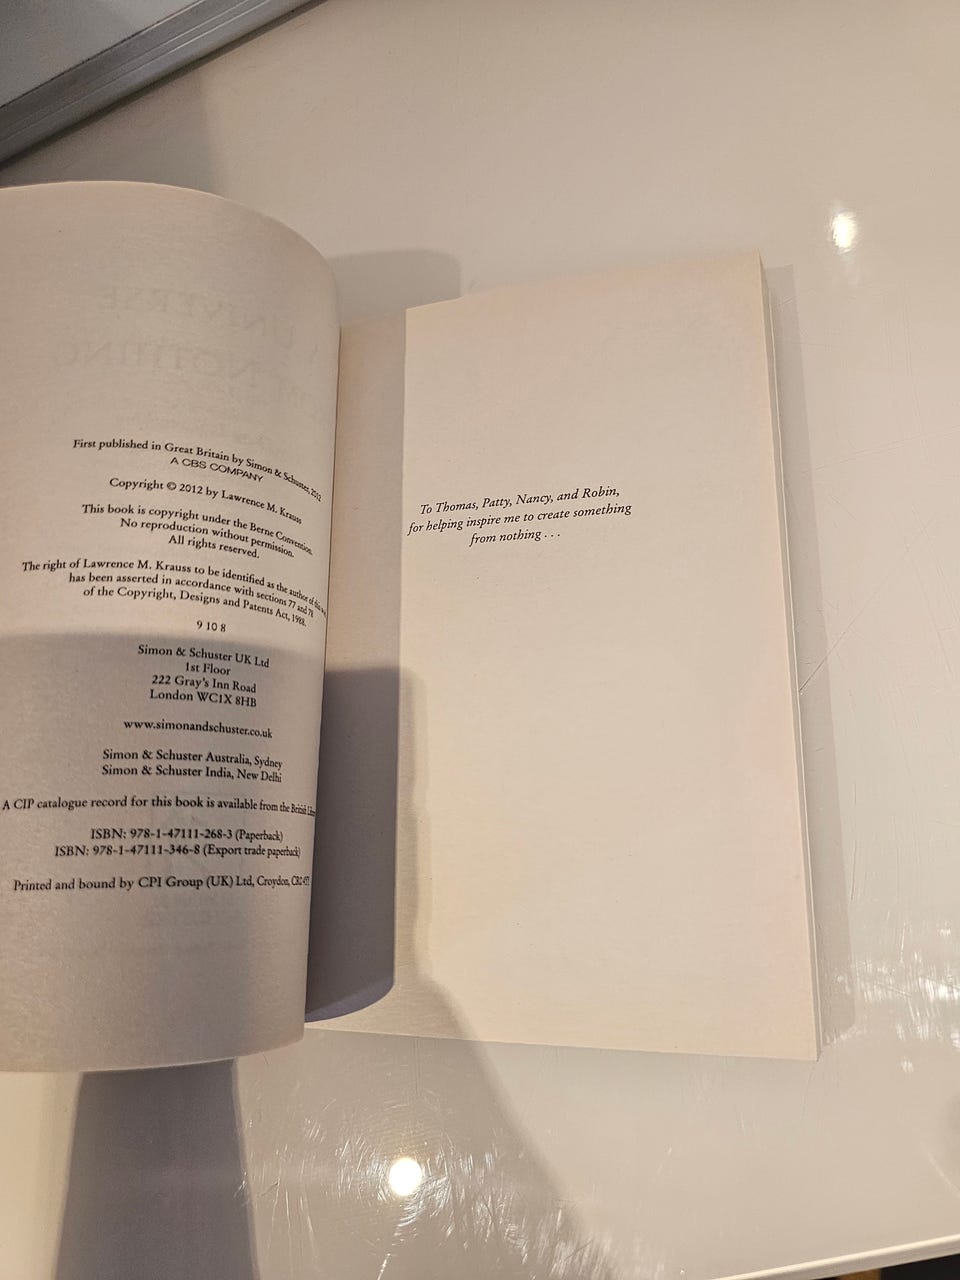 First published in Great Britain by Simon & Schuster, 2012
A CBS COMPANY
Copyright © 2012 by Lawrence M. Krauss
This book is copyright under the Berne Convention.
No reproduction without permission.
All rights reserved.
The right of Lawrence M. Krauss to be identified as the author of this
has been asserted in accordance with sections 77 and 78
of the Copyright, Designs and Patents Act, 1988.
9 10 8
Simon & Schuster UK Ltd
1st Floor
222 Gray's Inn Road
London WC1X 8HB
www.simonandschuster.co.uk
Simon & Schuster Australia, Sydney
Simon & Schuster India, New Delhi
A CIP catalogue record for this book is available from the British
ISBN: 978-1-47111-268-3 (Paperback)
ISBN: 978-1-47111-346-8 (Export trade paperback)
Printed and bound by CPI Group (UK) Ltd, Croydon,
To Thomas, Patty, Nancy, and Robin,
for helping inspire me to create something
from nothing . . .